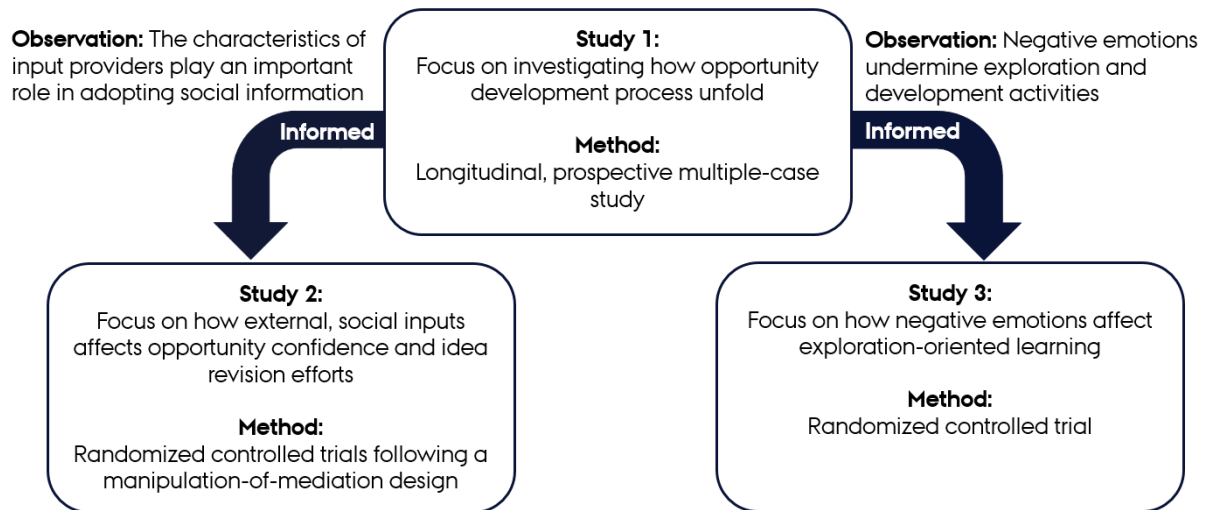 Observation: The characteristics of
input providers play an important
role in adopting social information
Informed
Study 1:
Focus on investigating how opportunity
development process unfold
Method:
Longitudinal, prospective multiple-case
study
Observation: Negative emotions
undermine exploration and
development activities
Informed
Study 2:
Focus on how external, social inputs
affects opportunity confidence and idea
revision efforts
Method:
Randomized controlled trials following a
manipulation-of-mediation design
Study 3:
Focus on how negative emotions affect
exploration-oriented learning
Method:
Randomized controlled trial